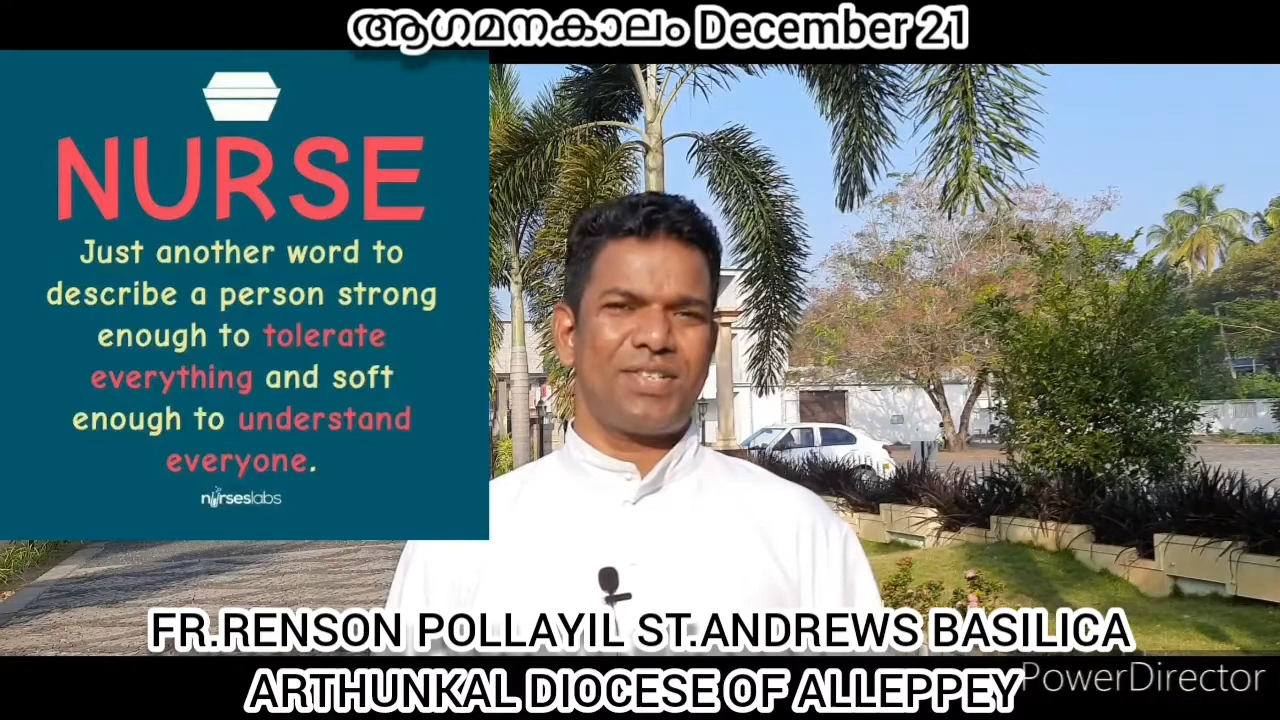 ആഗമനകാലം December 21
NURSE
Just another word to
describe a person strong
enough to tolerate
everything and soft
enough to understand
everyone.
nurseslabs
FR.RENSON POLLAYIL ST.ANDREWS BASILICA
ARTHUNKAL DIOCESE OF ALLEPPEY
PowerDirector